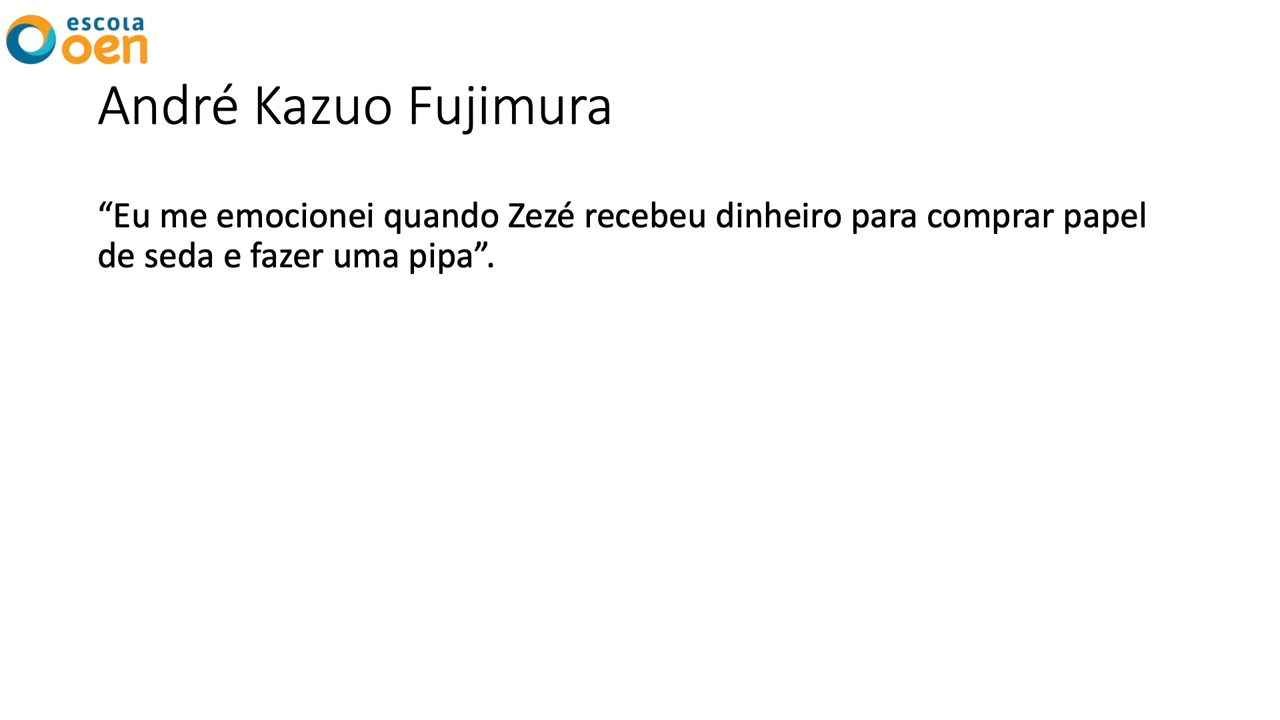 escola
oen
André Kazuo Fujimura
“Eu me emocionei quando Zezé recebeu dinheiro para comprar papel
de seda e fazer uma pipa”.